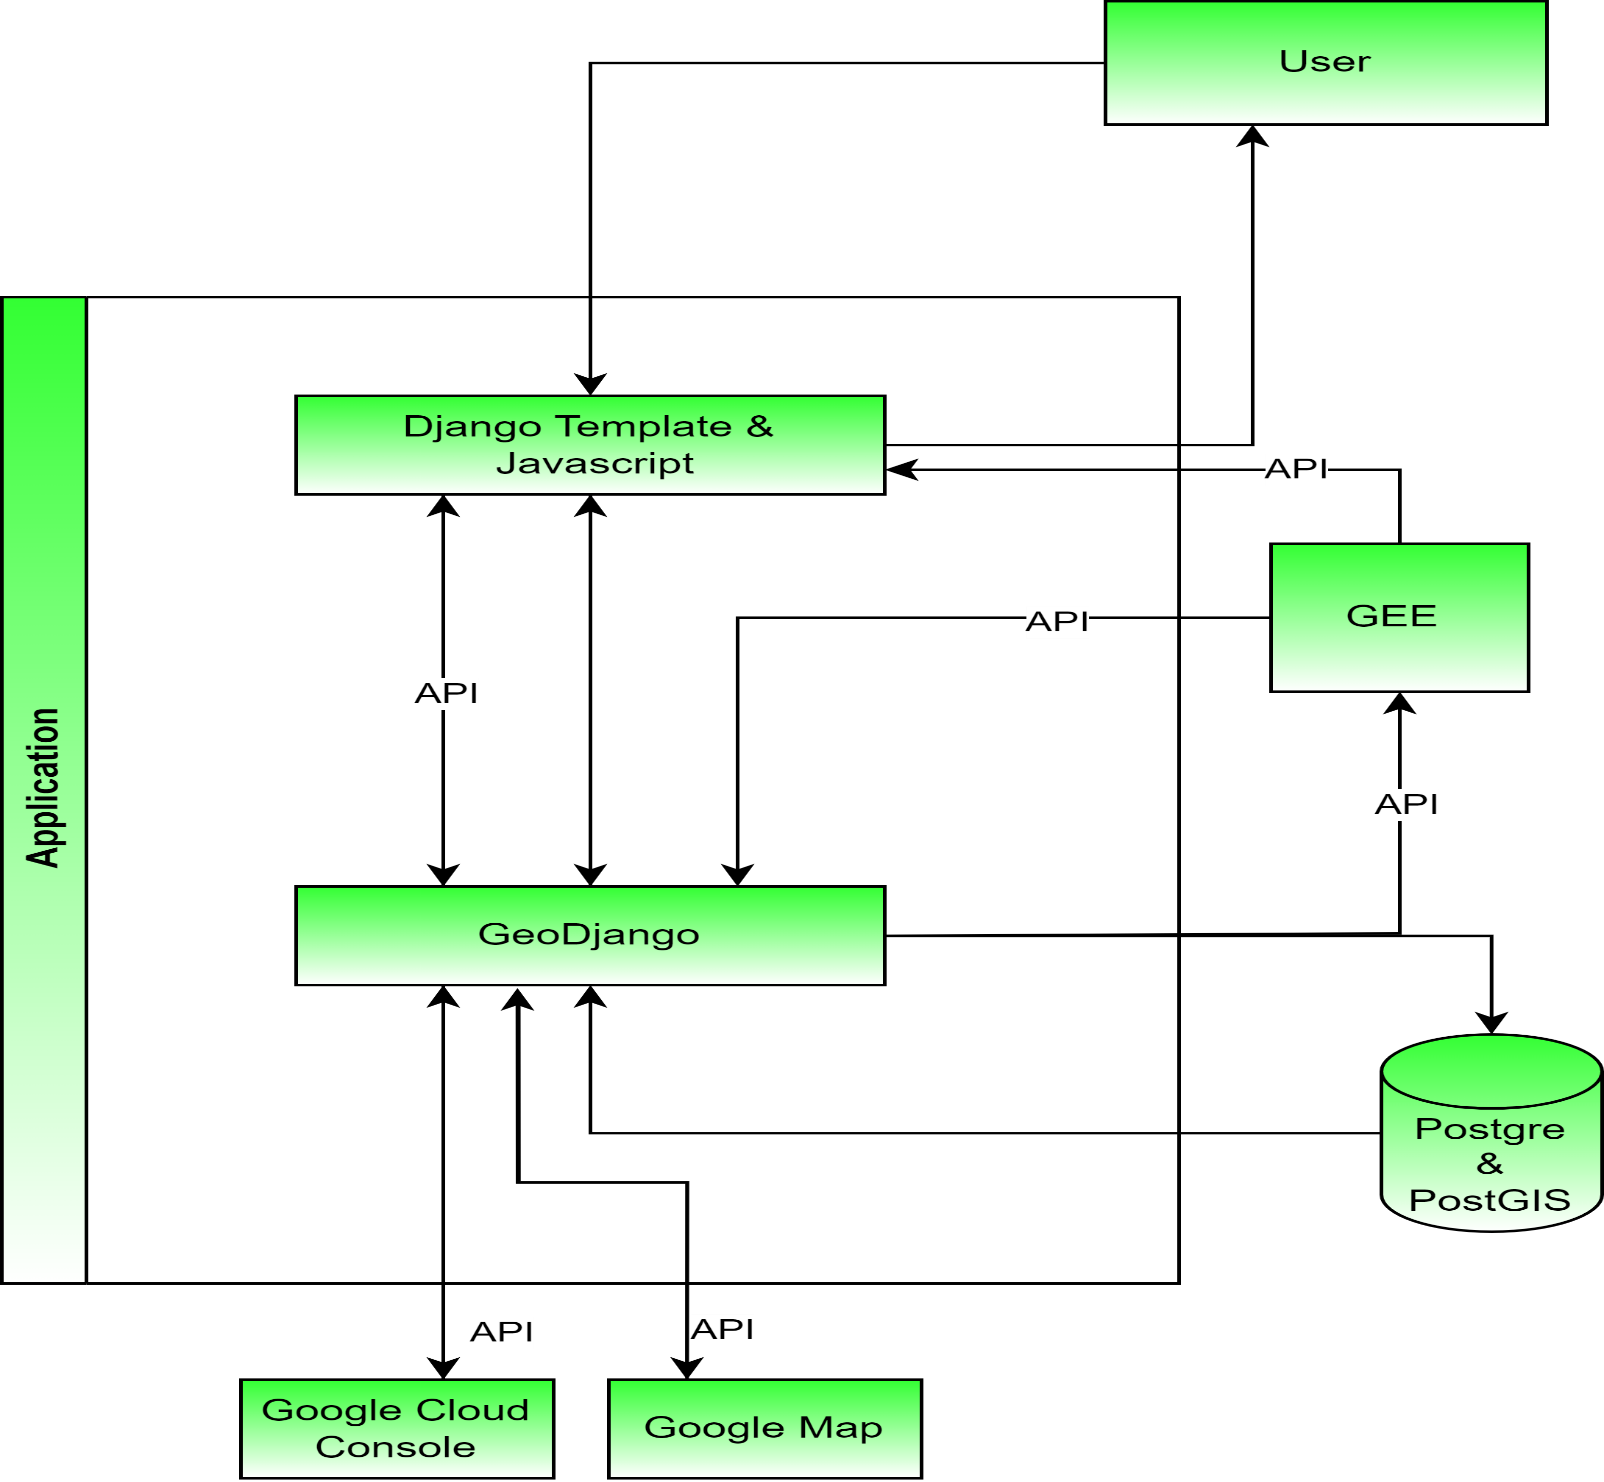 User
Django Template &
Javascript
API
GEE
API
API
API
Application
GeoDjango
Postgre
&
PostGIS
API
API
Google Cloud
Console
Google Map